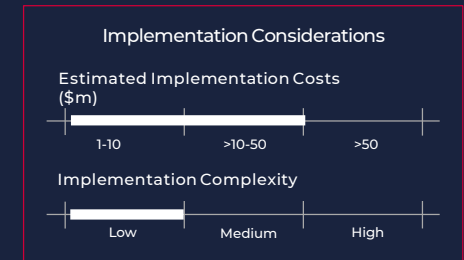 Implementation Considerations
Estimated Implementation Costs
($m)
1-10 >10-50 >50
Implementation Complexity
Low Medium High